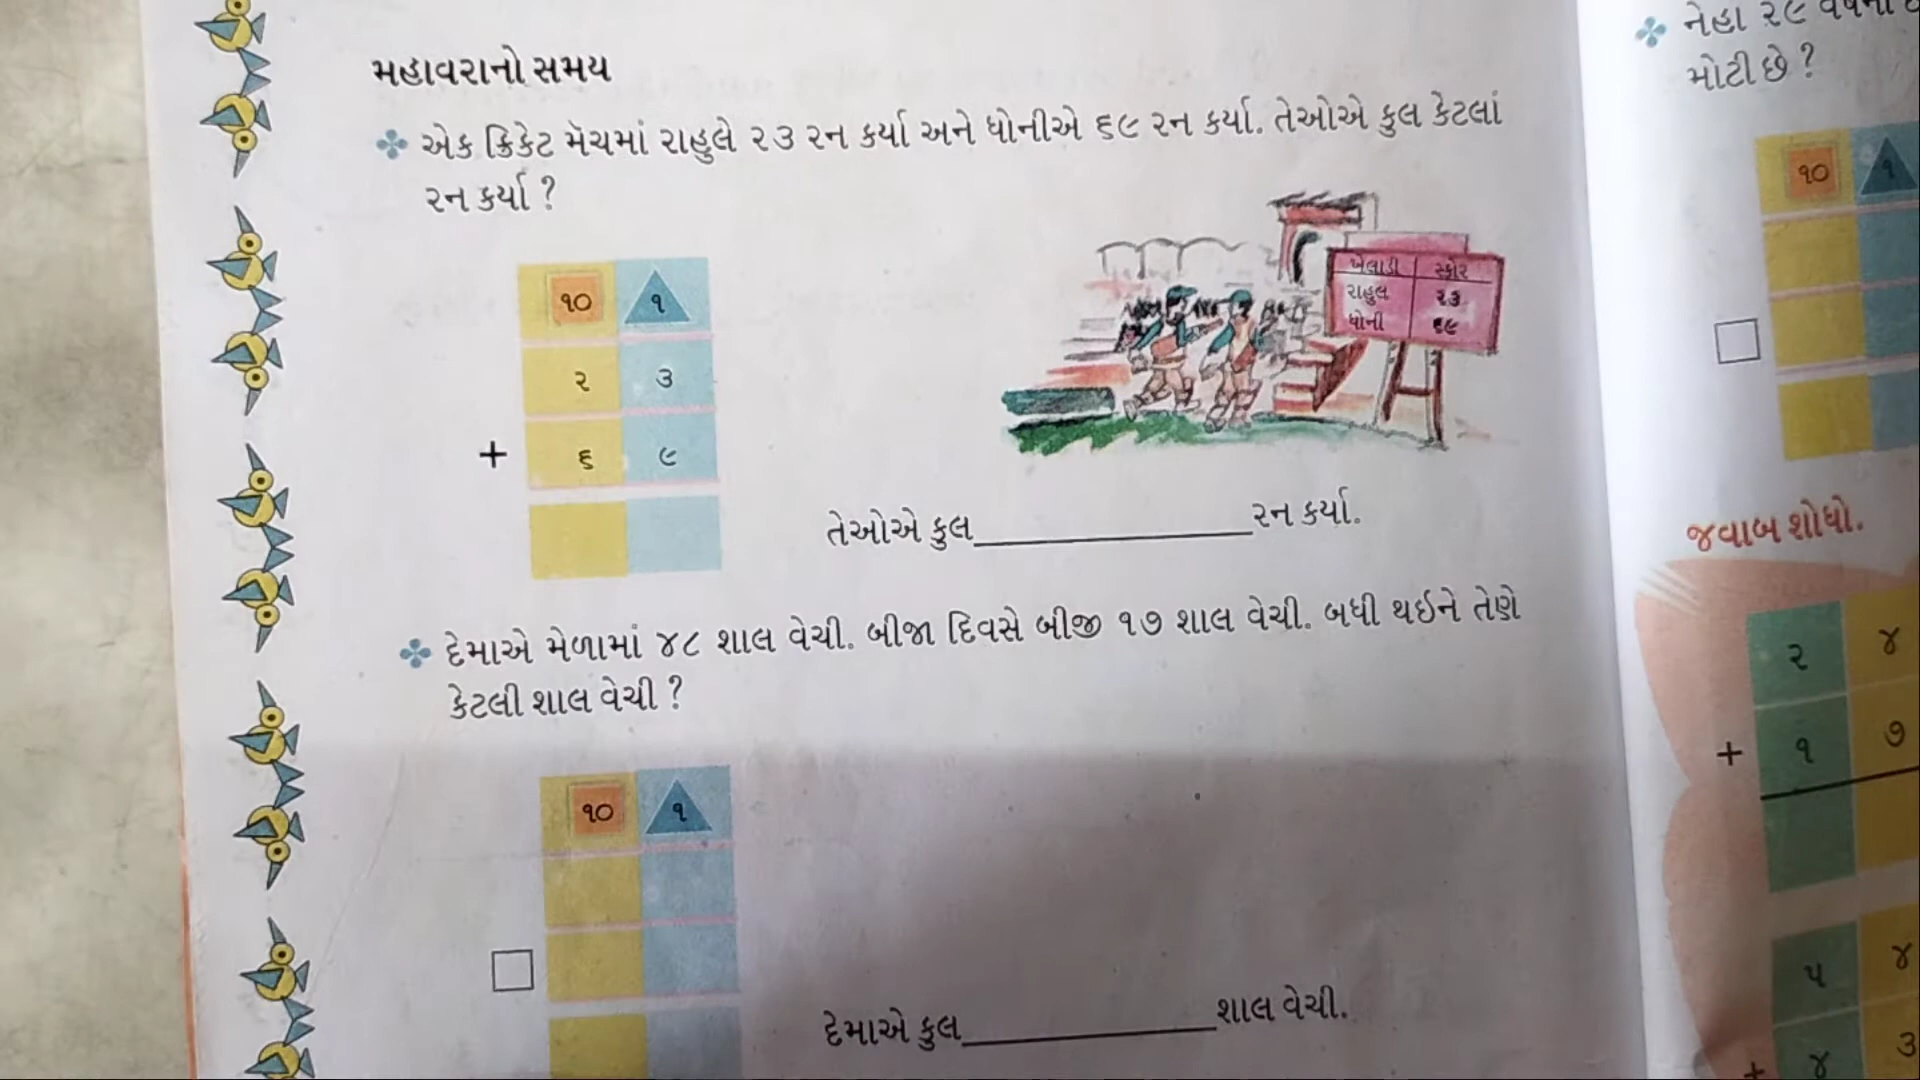 મહાવરાનો સમય
એક ક્રિકેટ મૅચમાં રાહુલે ૨૩ રન કર્યા અને ધોનીએ ૬૯ રન કર્યા. તેઓએ કુલ કેટલાં
રન કર્યા ?
૧૦ ૧
૨ ૩
+ ૬ ૯
ખેલાડી સ્કોર
રાહુલ ૨૩
ધોની ૬૯
તેઓએ કુલ રન કર્યા.
દેમાએ મેળામાં ૪૮ શાલ વેચી. બીજા દિવસે બીજી ૧૭ શાલ વેચી. બધી થઈને તેણે
કેટલી શાલ વેચી ?
૧૦ ૧
દેમાએ કુલ શાલ વેચી.
નેહા ૨૯
મોટી છે ?
૧૦ ૧
જવાબ શોધો.
૨ ૪
+ ૧ ૭
૫ ૪
+ ૪ ૩